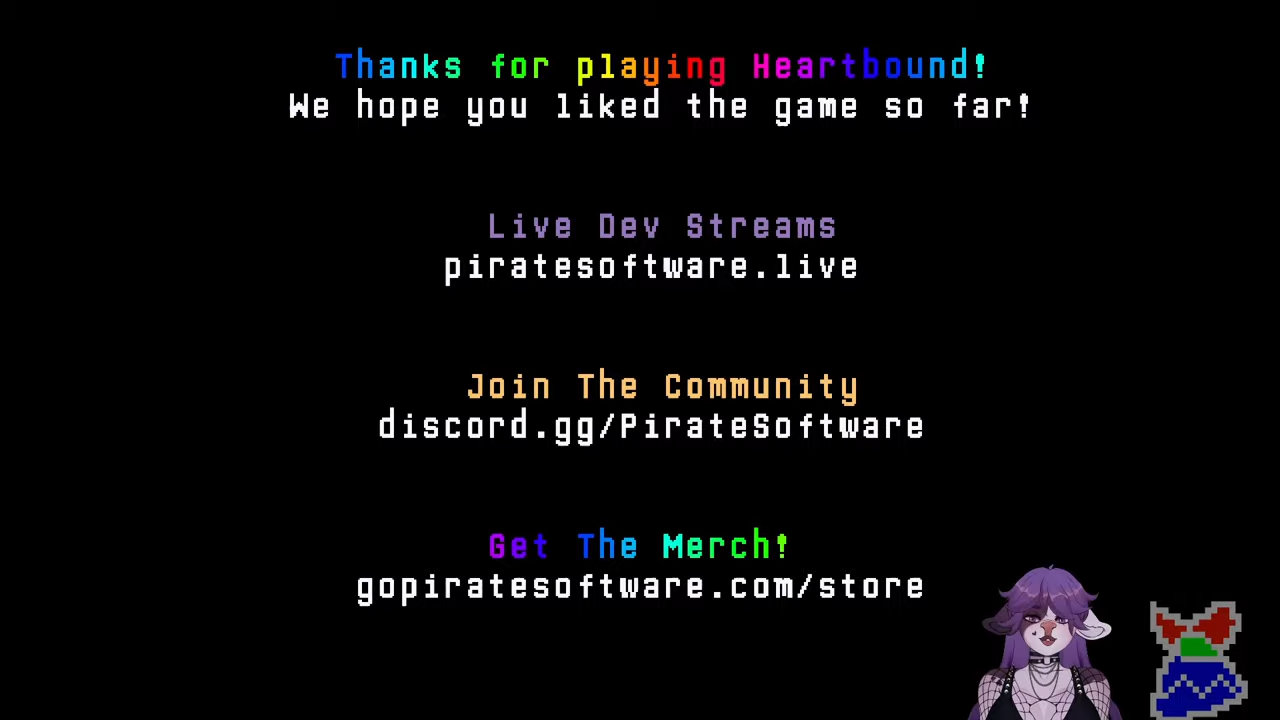 Thanks for playing Heartbound!
We hope you liked the game so far!
Live Dev Streams
piratesoftware.live
Join The Community
discord.gg/PirateSoftware
Get The Merch!
gopiratesoftware.com/store